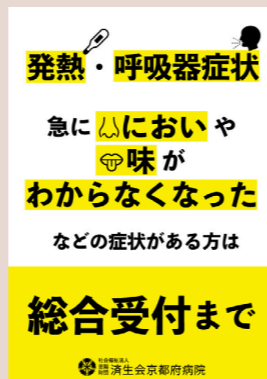 発熱・呼吸器症状
急ににおいや
味が
わからなくなった
などの症状がある方は
総合受付まで
社会福祉法人
恩賜
財団
済生会京都府病院